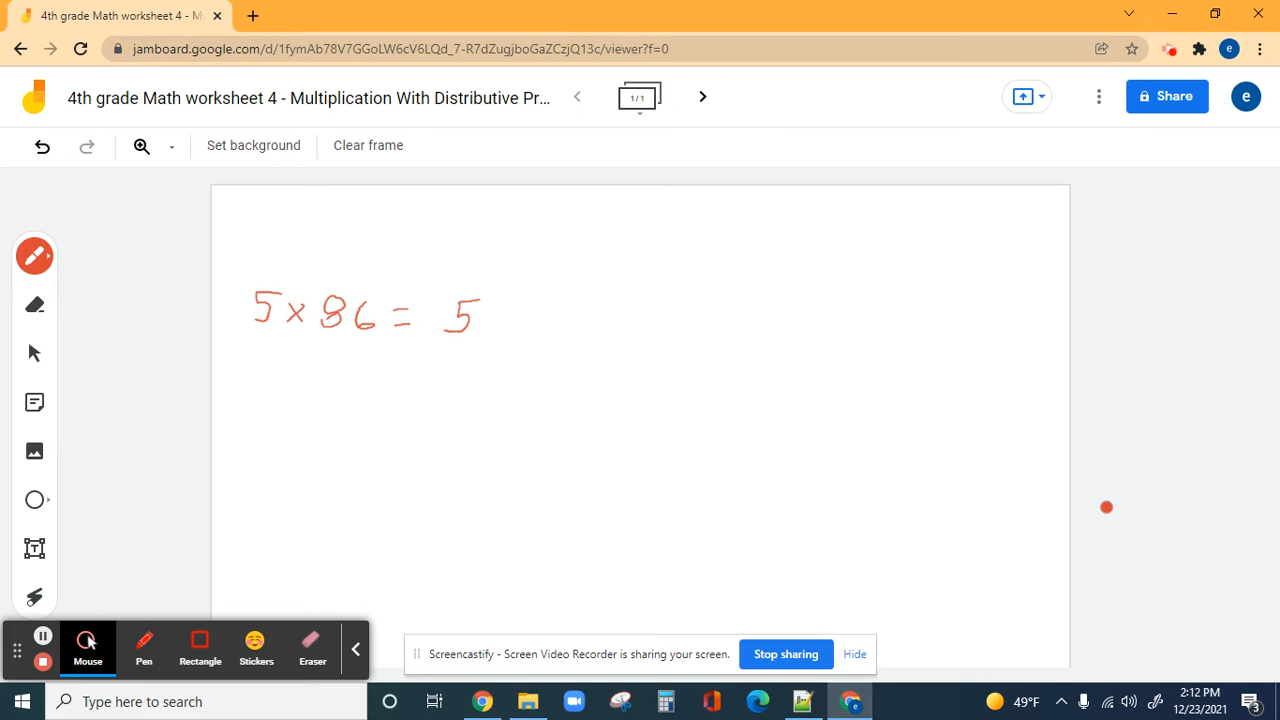 4th grade Math worksheet 4 - M
jamboard.google.com/d/1fymAb78V7GGoLW6cV6LQd_7-R7dZugjboGaZCzjQ13c/viewer?f=0
e
4th grade Math worksheet 4 - Multiplication With Distributive Pr...
1 / 1
Share
e
Set background
Clear frame
5 × 86 = 5
Mouse
Pen
Rectangle
Stickers
Eraser
Screencastify - Screen Video Recorder is sharing your screen.
Stop sharing
Hide
Type here to search
49°F
2:12 PM
12/23/2021
3